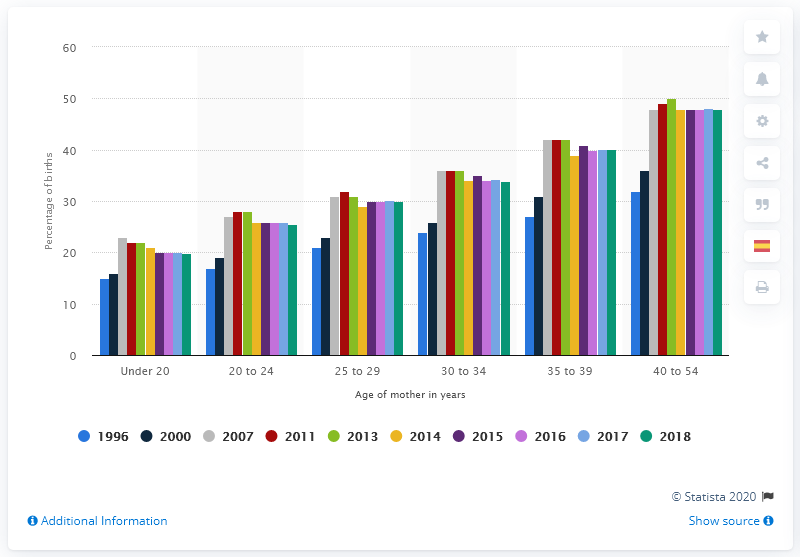 60
50
40
30
20
10
0
Percentage of births
Under 20 20 to 24 25 to 29 30 to 34 35 to 39 40 to 54
Age of mother in years
1996 2000 2007 2011 2013 2014 2015 2016 2017 2018
© Statista 2020
Additional Information Show source